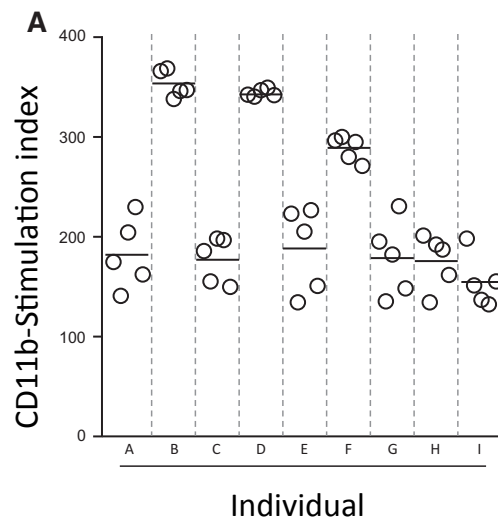 A
CD11b-Stimulation index
400
300
200
100
0
A B C D E F G H I
Individual